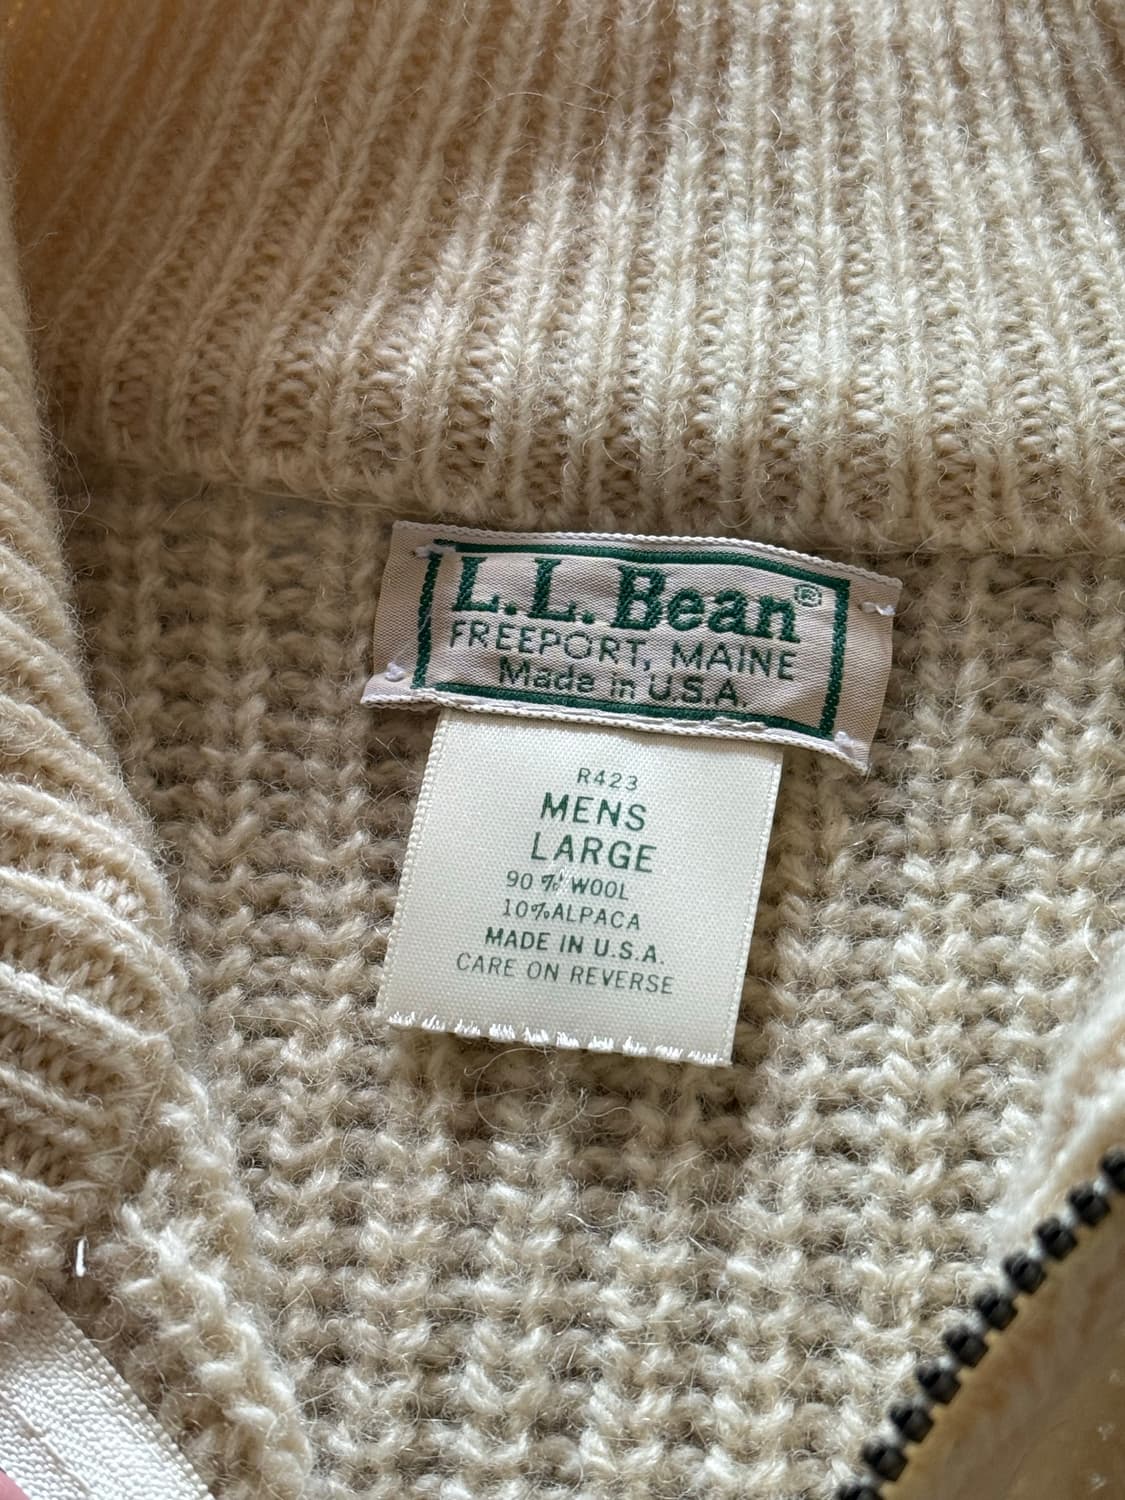 L.L.Bean®
FREEPORT, MAINE
Made in U.S.A.
R423
MENS
LARGE
90 % WOOL
10% ALPACA
MADE IN U.S.A.
CARE ON REVERSE